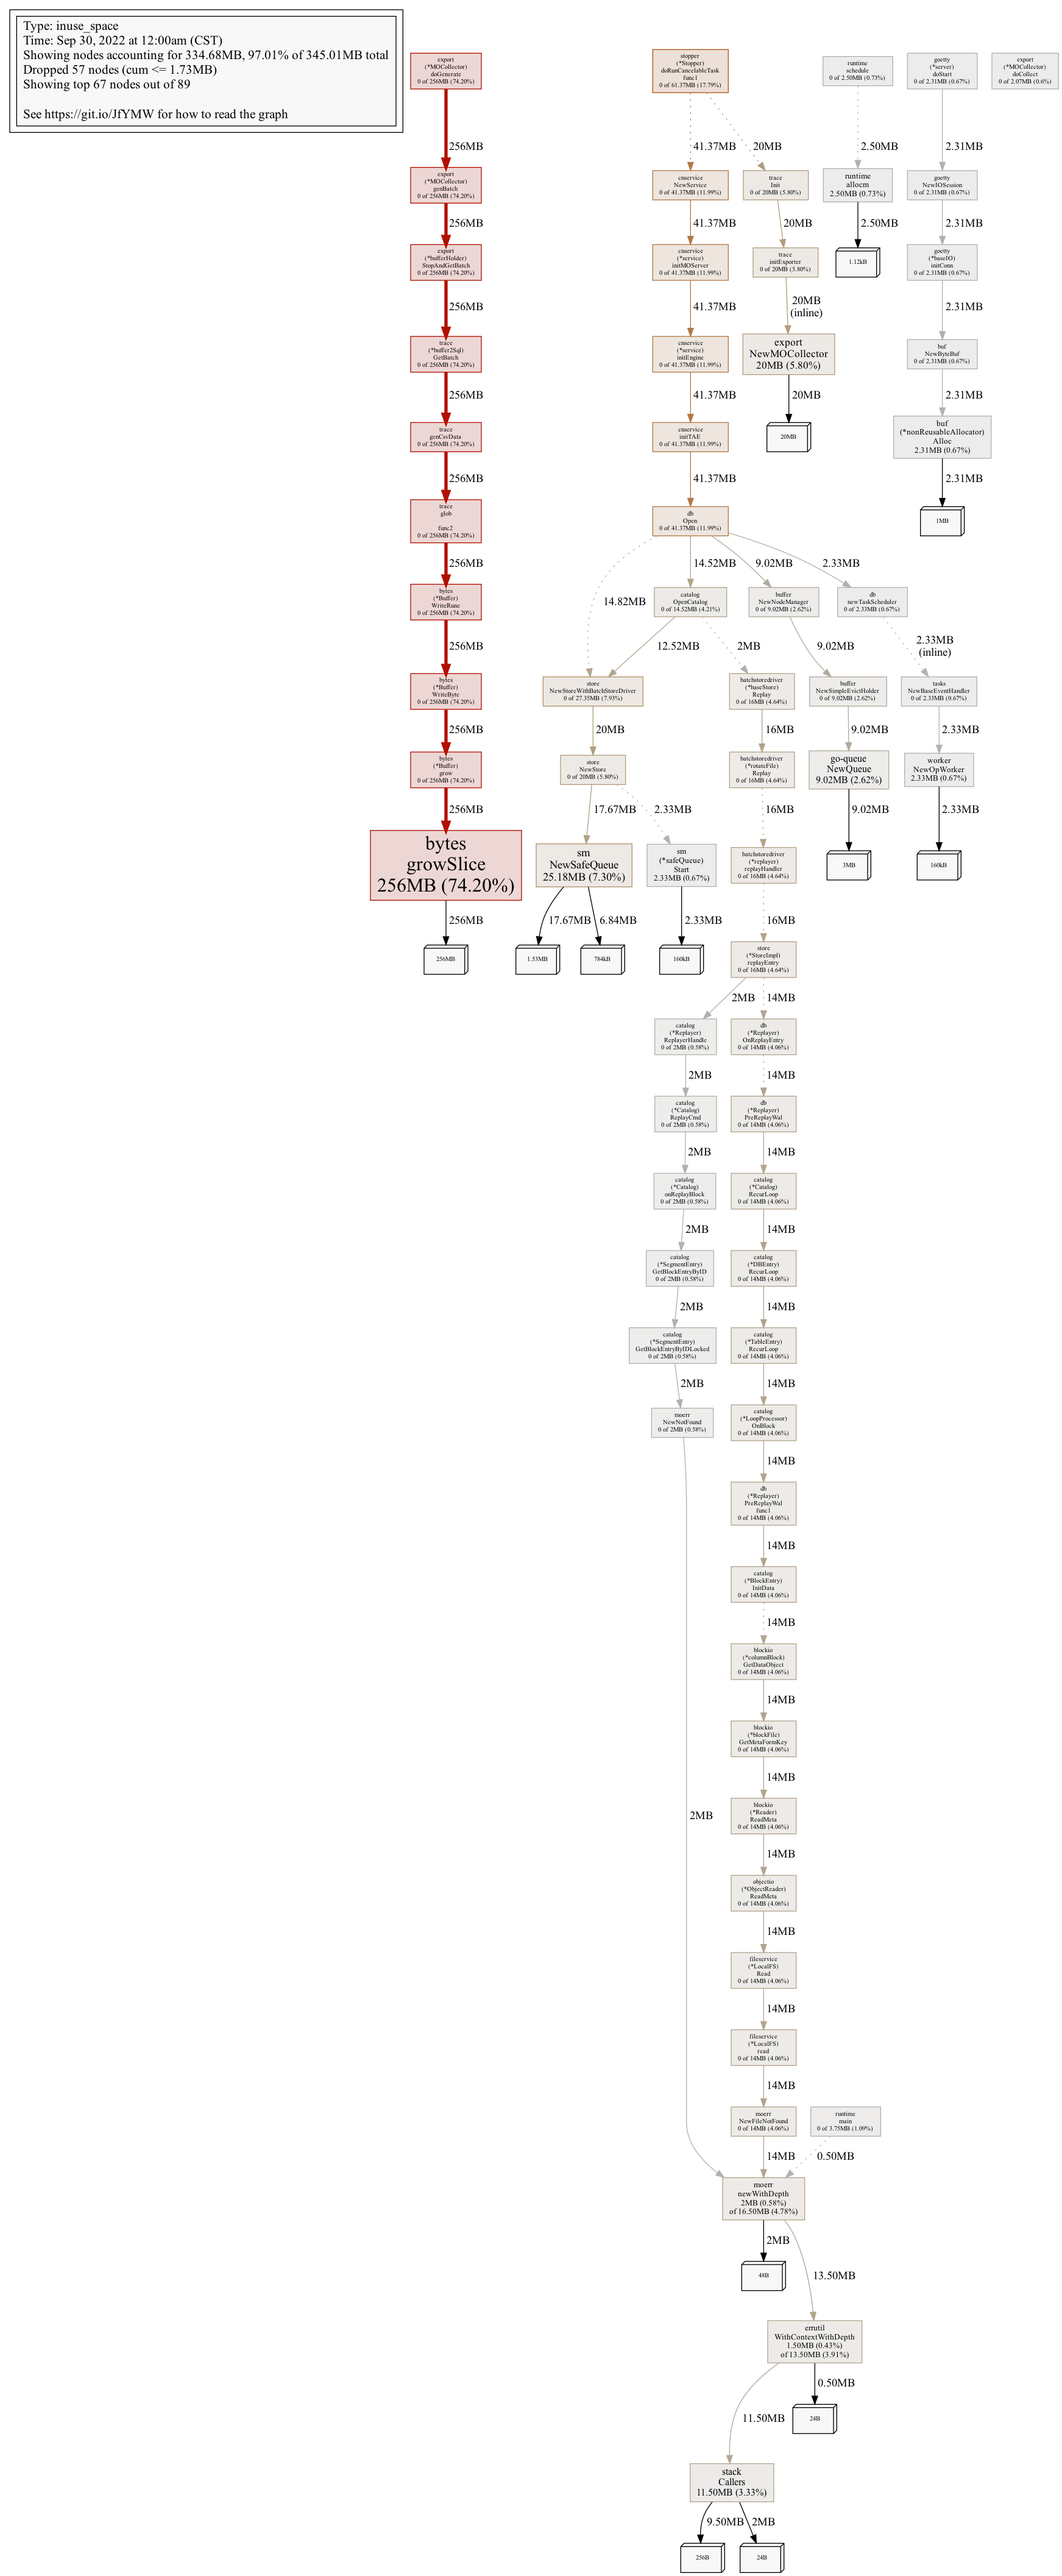 Type: inuse_space
Time: Sep 30, 2022 at 12:00am (CST)
Showing nodes accounting for 334.68MB, 97.01% of 345.01MB total
Dropped 57 nodes (cum <= 1.73MB)
Showing top 67 nodes out of 89
See https://git.io/JfYMW for how to read the graph
export
(*MOCollector)
doGenerate
0 of 256MB (74.20%)
256MB
export
(*MOCollector)
genBatch
0 of 256MB (74.20%)
256MB
export
(*bufferHolder)
StopAndGetBatch
0 of 256MB (74.20%)
256MB
trace
(*buffer2Sql)
GetBatch
0 of 256MB (74.20%)
256MB
trace
genCsvData
0 of 256MB (74.20%)
256MB
trace
glob
func2
0 of 256MB (74.20%)
256MB
bytes
(*Buffer)
WriteRune
0 of 256MB (74.20%)
256MB
bytes
(*Buffer)
WriteByte
0 of 256MB (74.20%)
256MB
bytes
(*Buffer)
grow
0 of 256MB (74.20%)
256MB
bytes
growSlice
256MB (74.20%)
256MB
256MB
stopper
(*Stopper)
doRunCancelableTask
func1
0 of 61.37MB (17.79%)
41.37MB
20MB
cnservice
NewService
0 of 41.37MB (11.99%)
41.37MB
cnservice
(*service)
initMOServer
0 of 41.37MB (11.99%)
41.37MB
cnservice
(*service)
initEngine
0 of 41.37MB (11.99%)
41.37MB
cnservice
initTAE
0 of 41.37MB (11.99%)
41.37MB
db
Open
0 of 41.37MB (11.99%)
trace
Init
0 of 20MB (5.80%)
20MB
trace
initExporter
0 of 20MB (5.80%)
20MB
(inline)
export
NewMOCollector
20MB (5.80%)
20MB
20MB
runtime
schedule
0 of 2.50MB (0.73%)
2.50MB
runtime
allocm
2.50MB (0.73%)
2.50MB
1.12kB
goetty
(*server)
doStart
0 of 2.31MB (0.67%)
2.31MB
goetty
NewIOSession
0 of 2.31MB (0.67%)
2.31MB
goetty
(*baseIO)
initConn
0 of 2.31MB (0.67%)
2.31MB
buf
NewByteBuf
0 of 2.31MB (0.67%)
2.31MB
buf
(*nonReusableAllocator)
Alloc
2.31MB (0.67%)
2.31MB
1MB
export
(*MOCollector)
doCollect
0 of 2.07MB (0.6%)
14.82MB
14.52MB
9.02MB
2.33MB
catalog
OpenCatalog
0 of 14.52MB (4.21%)
12.52MB
2MB
buffer
NewNodeManager
0 of 9.02MB (2.62%)
9.02MB
db
newTaskScheduler
0 of 2.33MB (0.67%)
2.33MB
(inline)
store
NewStoreWithBatchStoreDriver
0 of 27.35MB (7.93%)
20MB
batchstoredriver
(*baseStore)
Replay
0 of 16MB (4.64%)
16MB
buffer
NewSimpleEvictHolder
0 of 9.02MB (2.62%)
9.02MB
tasks
NewBaseEventHandler
0 of 2.33MB (0.67%)
2.33MB
store
NewStore
0 of 20MB (5.80%)
17.67MB
2.33MB
batchstoredriver
(*rotateFile)
Replay
0 of 16MB (4.64%)
16MB
go-queue
NewQueue
9.02MB (2.62%)
9.02MB
3MB
worker
NewOpWorker
2.33MB (0.67%)
2.33MB
160kB
sm
NewSafeQueue
25.18MB (7.30%)
17.67MB
6.84MB
1.53MB
784kB
sm
(*safeQueue)
Start
2.33MB (0.67%)
2.33MB
160kB
batchstoredriver
(*replayer)
replayHandler
0 of 16MB (4.64%)
16MB
store
(*StoreImpl)
replayEntry
0 of 16MB (4.64%)
2MB
14MB
catalog
(*Replayer)
ReplayerHandle
0 of 2MB (0.58%)
2MB
catalog
(*Catalog)
ReplayCmd
0 of 2MB (0.58%)
2MB
catalog
(*Catalog)
onReplayBlock
0 of 2MB (0.58%)
2MB
catalog
(*SegmentEntry)
GetBlockEntryByID
0 of 2MB (0.58%)
2MB
catalog
(*SegmentEntry)
GetBlockEntryByIDLocked
0 of 2MB (0.58%)
2MB
moerr
NewNotFound
0 of 2MB (0.58%)
2MB
db
(*Replayer)
OnReplayEntry
0 of 14MB (4.06%)
14MB
db
(*Replayer)
PreReplayWal
0 of 14MB (4.06%)
14MB
catalog
(*Catalog)
RecurLoop
0 of 14MB (4.06%)
14MB
catalog
(*DBEntry)
RecurLoop
0 of 14MB (4.06%)
14MB
catalog
(*TableEntry)
RecurLoop
0 of 14MB (4.06%)
14MB
catalog
(*LoopProcessor)
OnBlock
0 of 14MB (4.06%)
14MB
db
(*Replayer)
PreReplayWal
func1
0 of 14MB (4.06%)
14MB
catalog
(*BlockEntry)
InitData
0 of 14MB (4.06%)
14MB
blockio
(*columnBlock)
GetDataObject
0 of 14MB (4.06%)
14MB
blockio
(*blockFile)
GetMetaFormKey
0 of 14MB (4.06%)
14MB
blockio
(*Reader)
ReadMeta
0 of 14MB (4.06%)
14MB
objectio
(*ObjectReader)
ReadMeta
0 of 14MB (4.06%)
14MB
fileservice
(*LocalFS)
Read
0 of 14MB (4.06%)
14MB
fileservice
(*LocalFS)
read
0 of 14MB (4.06%)
14MB
moerr
NewFileNotFound
0 of 14MB (4.06%)
14MB
runtime
main
0 of 3.75MB (1.09%)
0.50MB
moerr
newWithDepth
2MB (0.58%)
of 16.50MB (4.78%)
2MB
48B
13.50MB
errutil
WithContextWithDepth
1.50MB (0.43%)
of 13.50MB (3.91%)
0.50MB
24B
11.50MB
stack
Callers
11.50MB (3.33%)
9.50MB
2MB
256B
24B